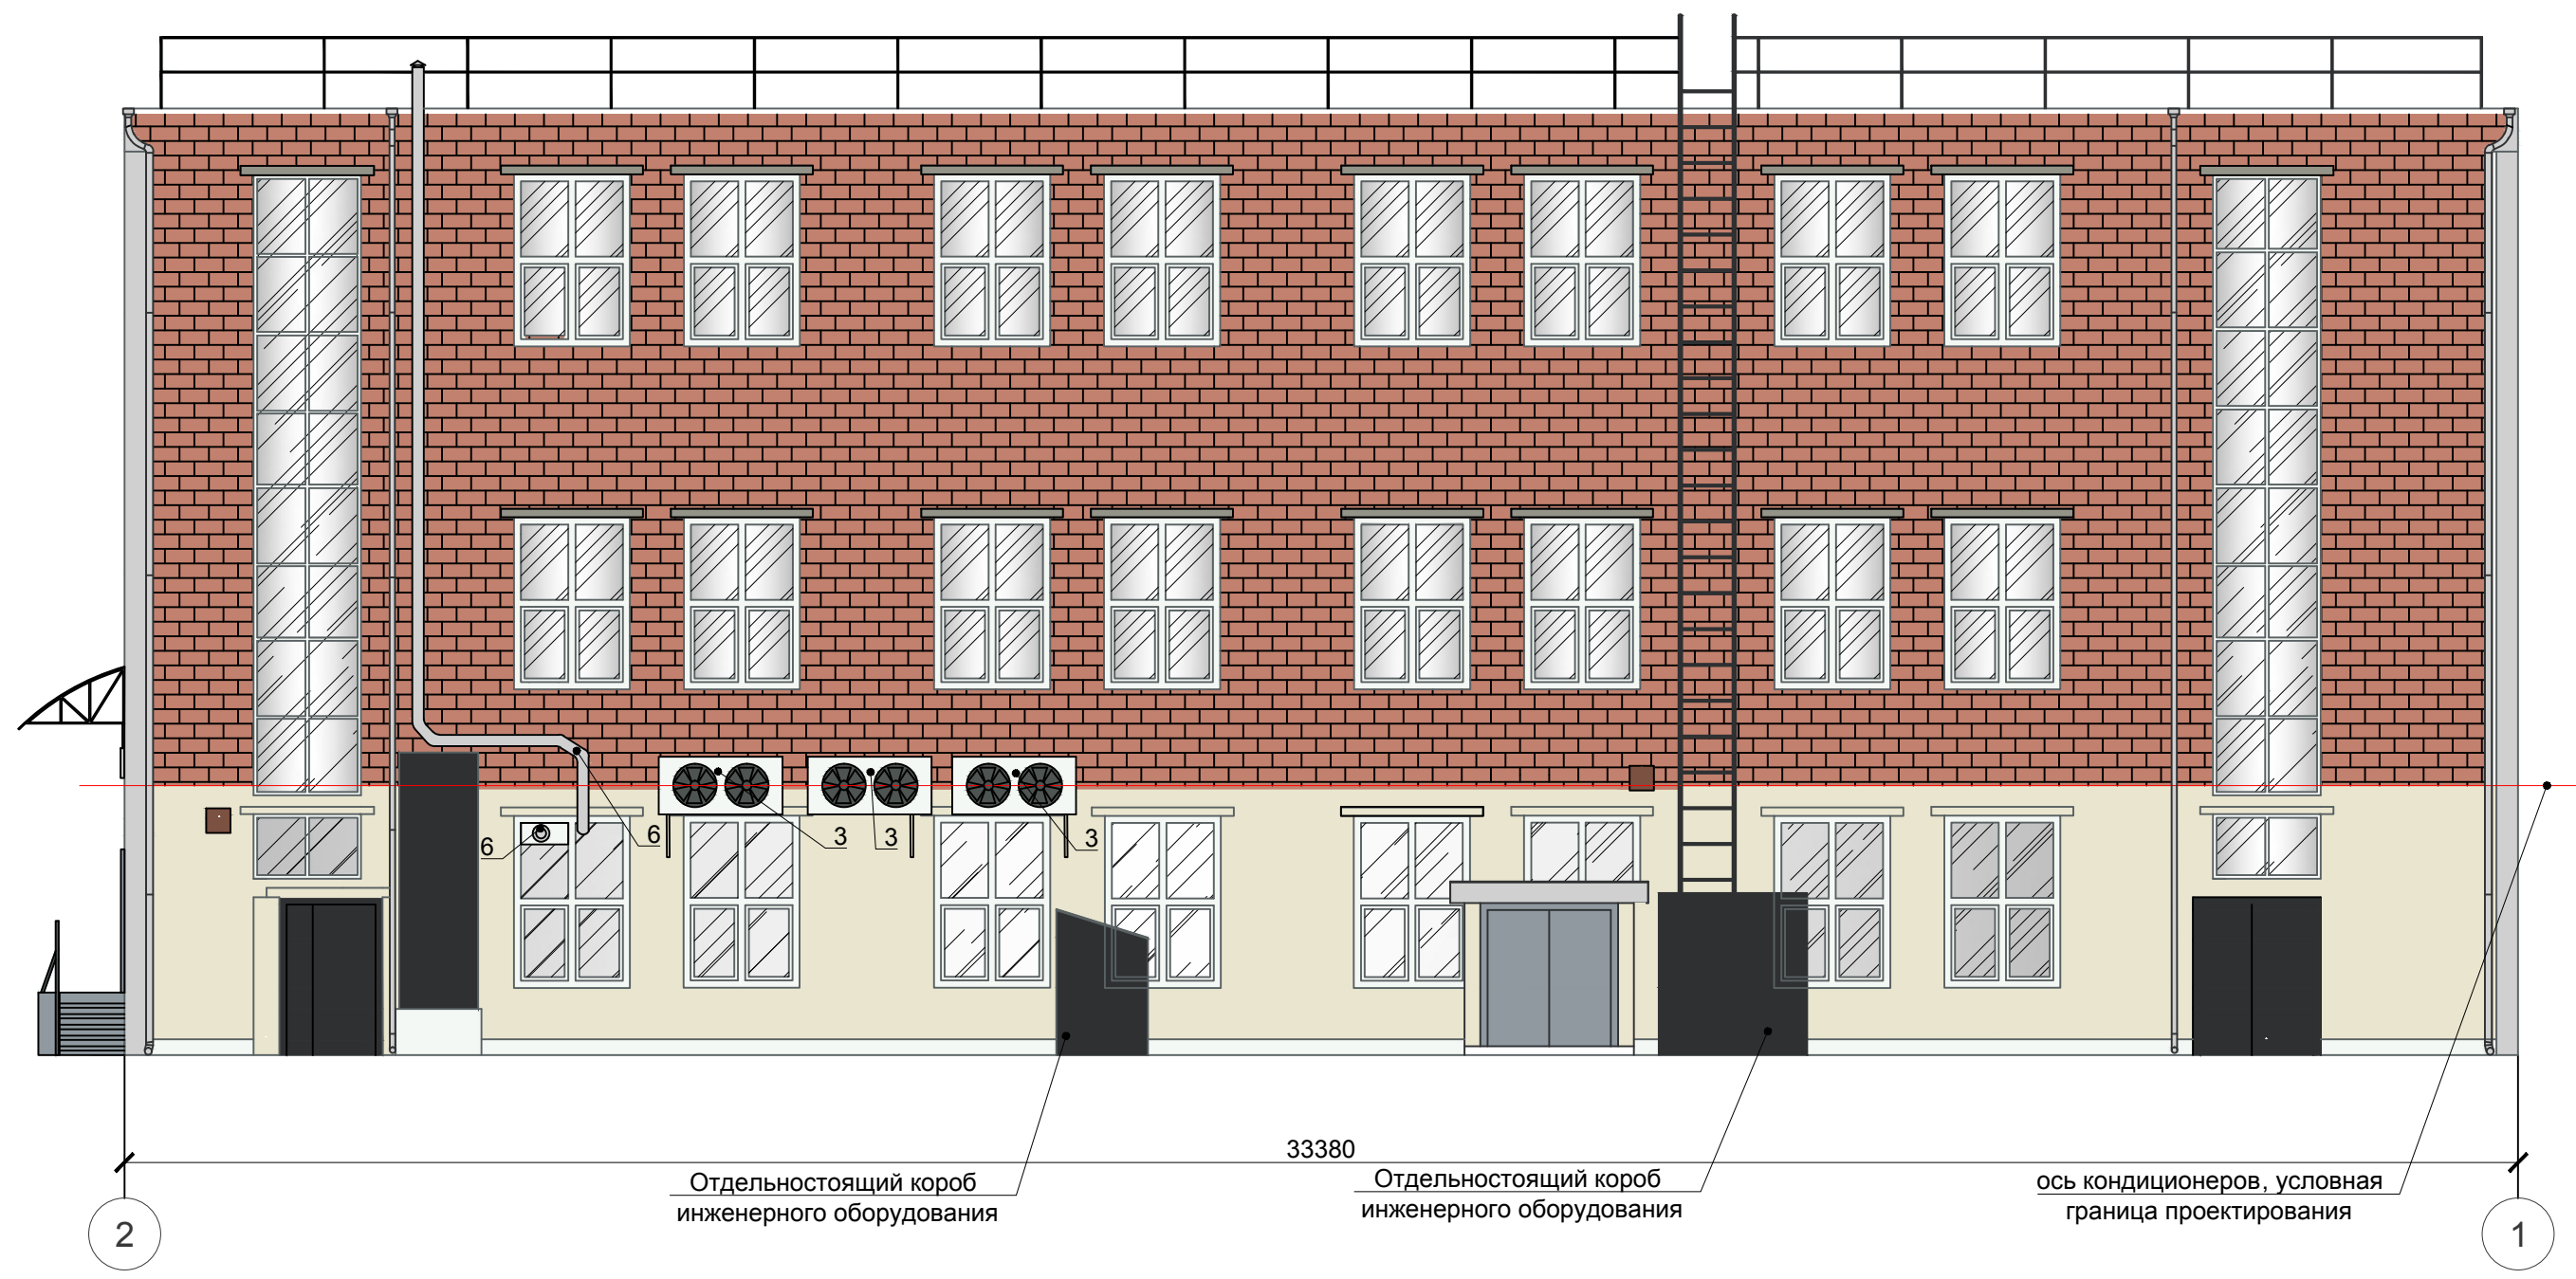 6
6
3
3
3
33380
Отдельностоящий короб
инженерного оборудования
Отдельностоящий короб
инженерного оборудования
ось кондиционеров, условная
граница проектирования
2
1